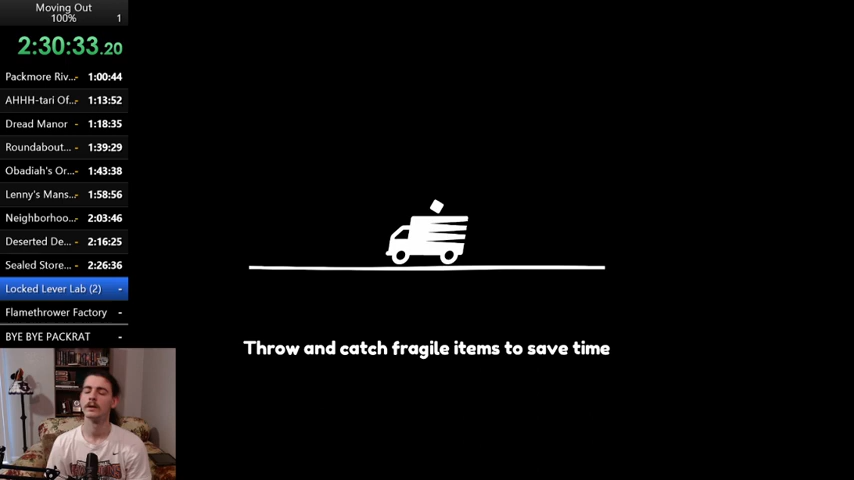 Moving Out
100% 1
2:30:33.20
Packmore Riv... - 1:00:44
AHHH-tari Of... - 1:13:52
Dread Manor - 1:18:35
Roundabout... - 1:39:29
Obadiah's Or... - 1:43:38
Lenny's Mans... - 1:58:56
Neighborhoo... - 2:03:46
Deserted De... - 2:16:25
Sealed Store... - 2:26:36
Locked Lever Lab (2) -
Flamethrower Factory -
BYE BYE PACKRAT -
Throw and catch fragile items to save time